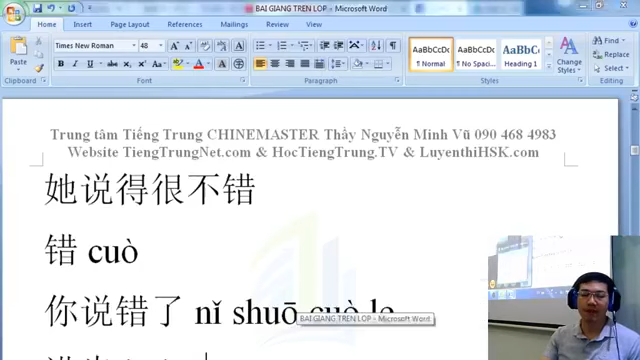 BAI GIANG TREN LOP - Microsoft Word
Home Insert Page Layout References Mailings Review View
Paste
Times New Roman 48
Clipboard Font Paragraph Styles Editing
AaBbCcDc AaBbCcDc AaBbC
¶ Normal ¶ No Spaci... Heading 1
Change Styles
Find
Replace
Select
Trung tâm Tiếng Trung CHINEMASTER Thầy Nguyễn Minh Vũ 090 468 4983
Website TiengTrungNet.com & HocTiengTrung.TV & LuyenthiHSK.com
她说得很不错
错 cuò
你说错了 nǐ shuō cuò le
BAI GIANG TREN LOP - Microsoft Word